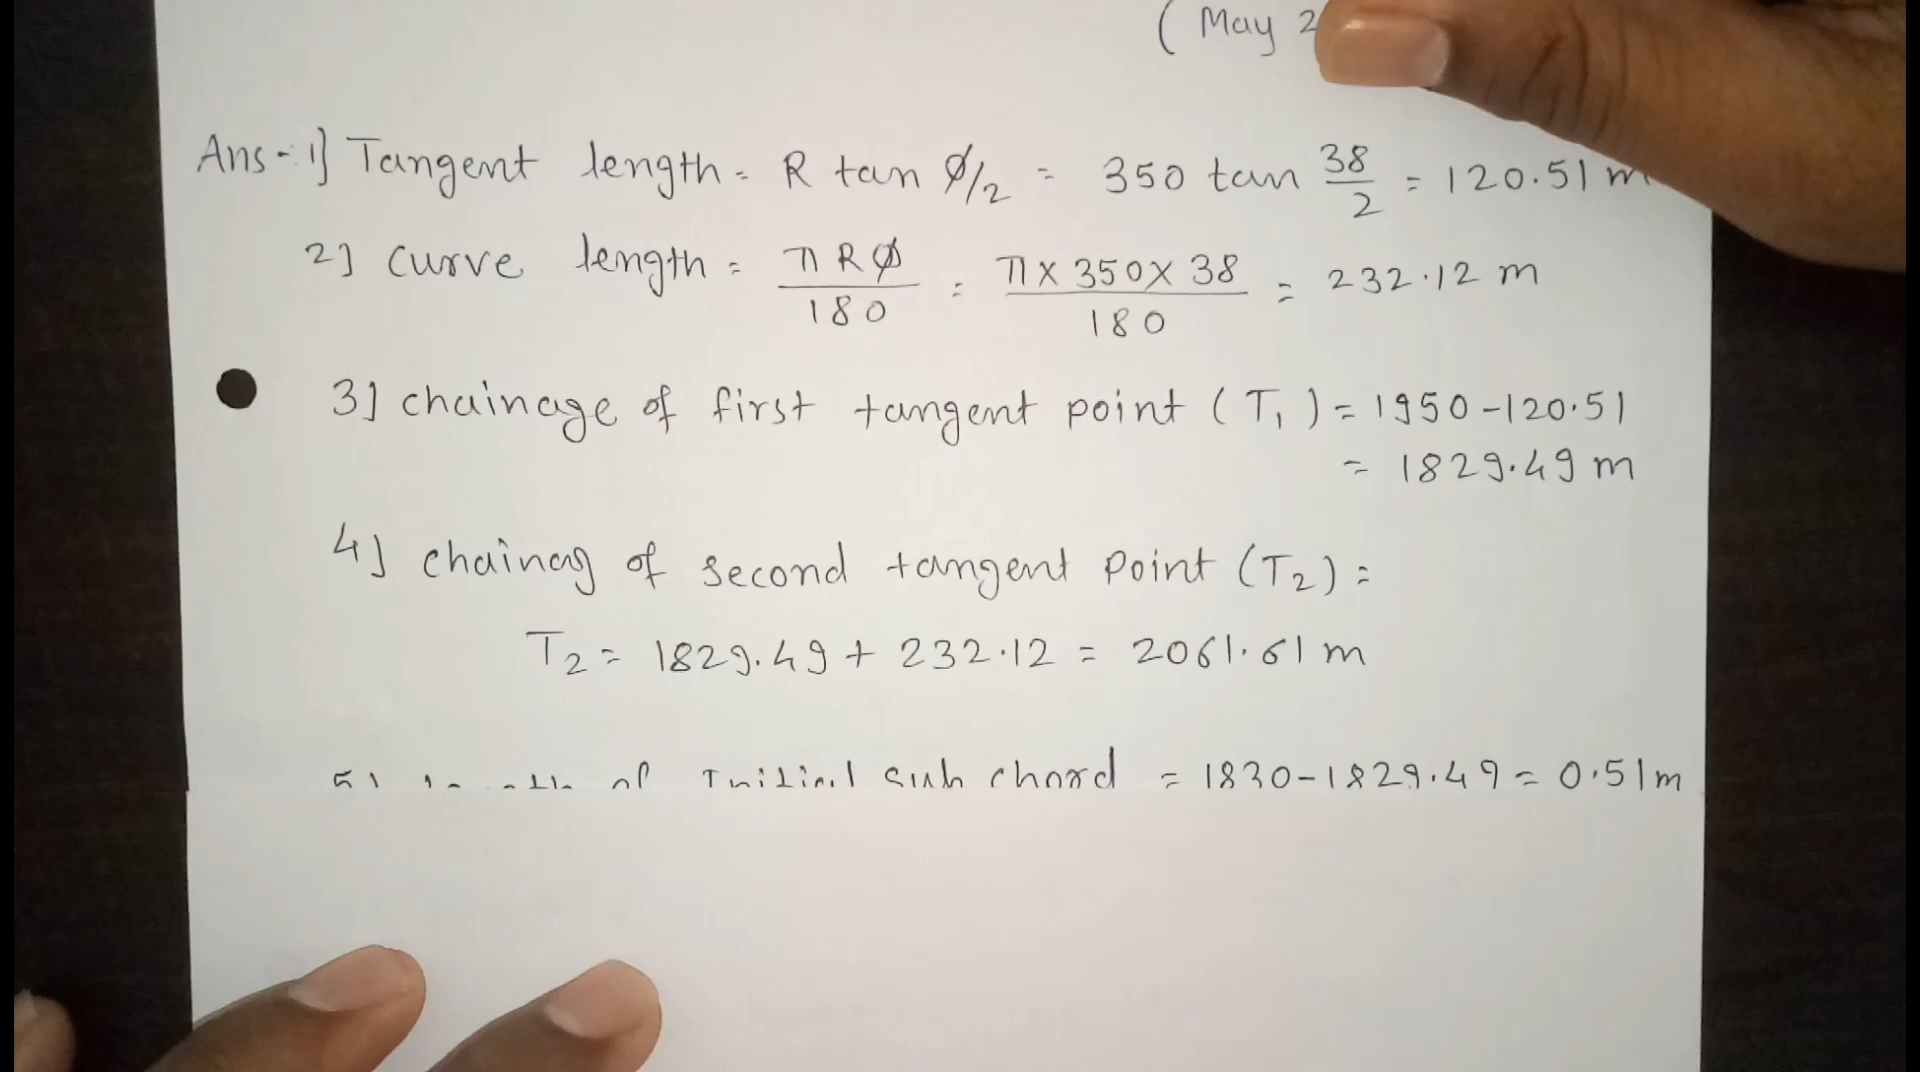 ( May 2
Ans - 1] Tangent length = R tan Ø/2 = 350 tan 38/2 = 120.51 m
2] curve length = πRØ/180 = π x 350 x 38/180 = 232.12 m
3] chainage of first tangent point (T₁) = 1950 - 120.51
= 1829.49 m
4] chainag of second tangent point (T₂) =
T₂ = 1829.49 + 232.12 = 2061.61 m
of Initial sub chord = 1830 - 1829.49 = 0.51m